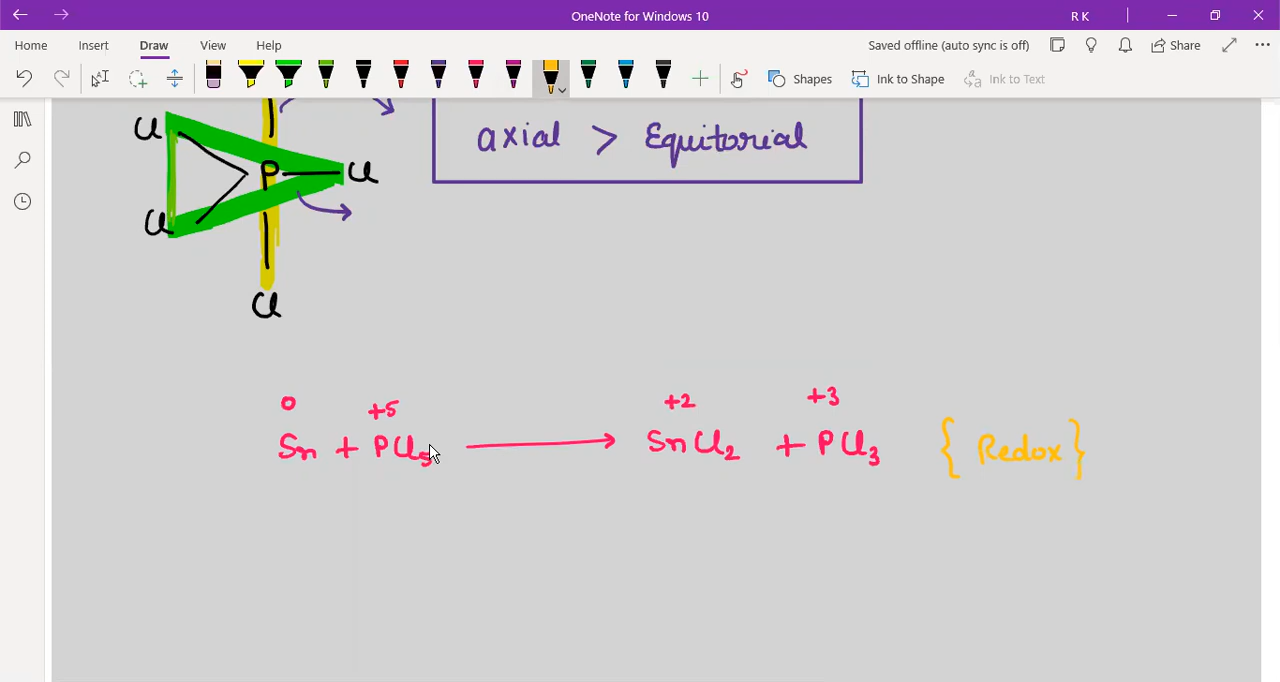 OneNote for Windows 10
R K
Home Insert Draw View Help
Saved offline (auto sync is off) Share
Shapes Ink to Shape Ink to Text
axial > Equitorial
Cl
P Cl
Cl
Cl
0 +5 +2 +3
Sn + PCl5 → SnCl2 + PCl3 { Redox }